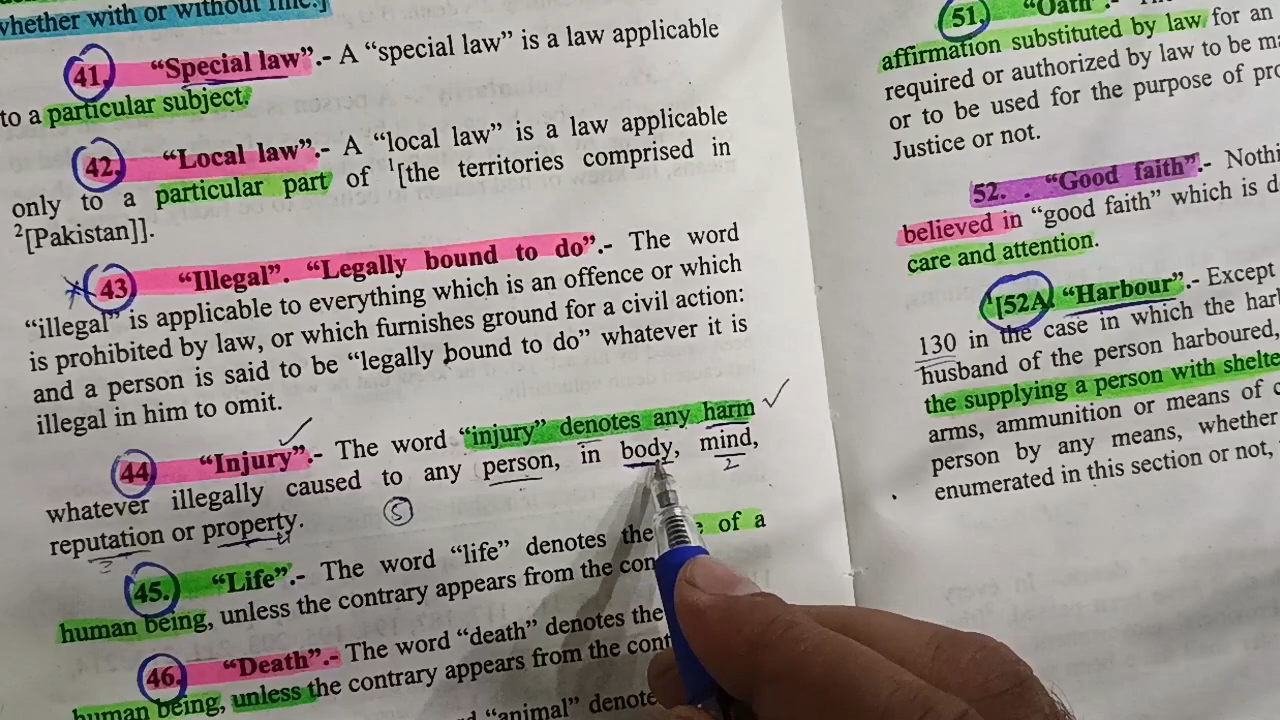 whether with or without fine.]
41. "Special law".- A "special law" is a law applicable
to a particular subject.
42. "Local law".- A "local law" is a law applicable
only to a particular part of ¹[the territories comprised in
²[Pakistan]].
43 "Illegal". "Legally bound to do".- The word
"illegal" is applicable to everything which is an offence or which
is prohibited by law, or which furnishes ground for a civil action:
and a person is said to be "legally bound to do" whatever it is
illegal in him to omit.
44 "Injury".- The word "injury" denotes any harm
whatever illegally caused to any person, in body, mind,
2
reputation or property.
3
5
45. "Life".- The word "life" denotes the of a
human being, unless the contrary appears from the con
46. "Death".- The word "death" denotes the
human being, unless the contrary appears from the cont
"animal" denote
51. "Oath".-
affirmation substituted by law for an
required or authorized by law to be ma
or to be used for the purpose of pro
Justice or not.
52. . "Good faith".- Nothi
believed in "good faith" which is d
care and attention.
¹[52A "Harbour".- Except
130 in the case in which the harb
husband of the person harboured,
the supplying a person with shelte
arms, ammunition or means of c
person by any means, whether
enumerated in this section or not,